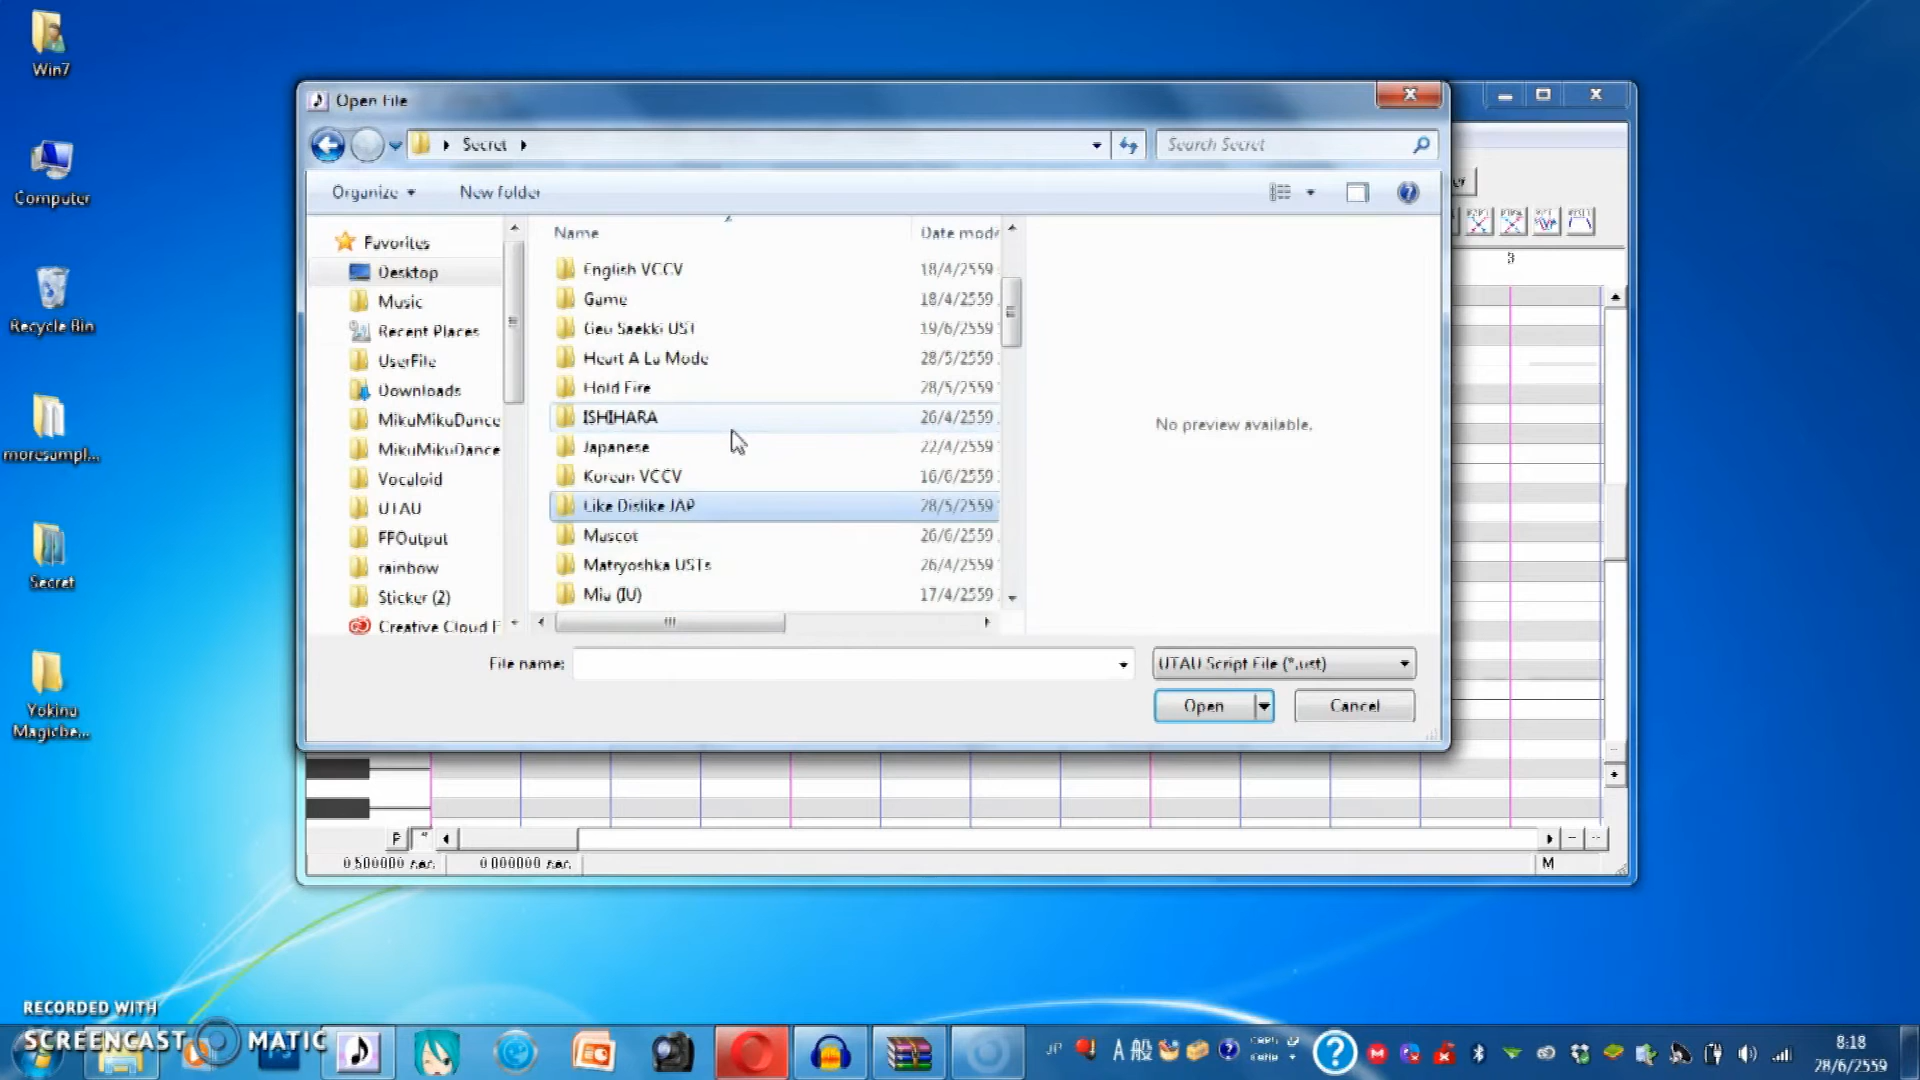 Win7
Computer
Recycle Bin
moresampl...
Secret
Yokinu
Magicbe...
Open File
Secret
Search Secret
Organize
New folder
Favorites
Desktop
Music
Recent Places
UserFile
Downloads
MikuMikuDance
MikuMikuDance
Vocaloid
UTAU
FFOutput
rainbow
Sticker (2)
Creative Cloud F
Name
Date mod
English VCCV 18/4/2559
Game 18/4/2559
Geu Saekki UST 19/6/2559
Heart A La Mode 28/5/2559
Hold Fire 28/5/2559
ISHIHARA 26/4/2559
Japanese 22/4/2559
Korean VCCV 16/6/2559
Like Dislike JAP 28/5/2559
Mascot 26/6/2559
Matryoshka USTs 26/4/2559
Mia (IU) 17/4/2559
No preview available.
File name:
UTAU Script File (*.ust)
Open
Cancel
3
P
0.500000 sec.
0.000000 sec.
M
RECORDED WITH
SCREENCAST MATIC
JP
A 般
8:18
28/6/2559